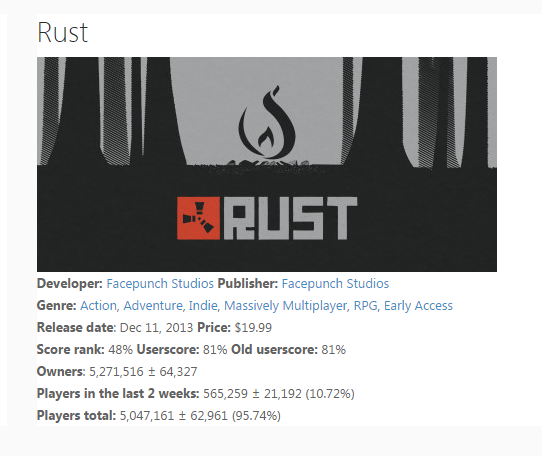 Rust
RUST
Developer: Facepunch Studios Publisher: Facepunch Studios
Genre: Action, Adventure, Indie, Massively Multiplayer, RPG, Early Access
Release date: Dec 11, 2013 Price: $19.99
Score rank: 48% Userscore: 81% Old userscore: 81%
Owners: 5,271,516 ± 64,327
Players in the last 2 weeks: 565,259 ± 21,192 (10.72%)
Players total: 5,047,161 ± 62,961 (95.74%)